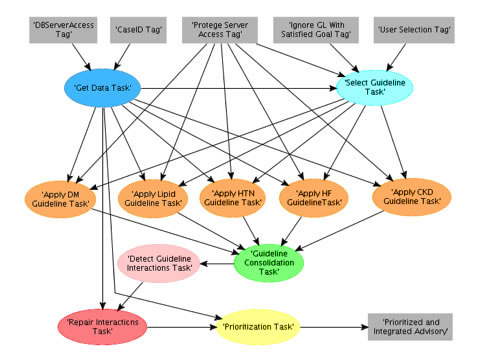 'DBServerAccess
Tag'
'CaseID Tag'
'Protege Server
Access Tag'
'Ignore GL With
Satisfied Goal Tag'
'User Selection Tag'
'Get Data Task'
'Select Guideline
Task'
'Apply DM
Guideline Task'
'Apply Lipid
Guideline Task'
'Apply HTN
Guideline Task'
'Apply HF
GuidelineTask'
'Apply CKD
Guideline Task'
'Detect Guideline
Interactions Task'
'Guideline
Consolidation
Task'
'Repair Interactions
Task'
'Prioritization Task'
'Prioritized and
Integrated Advisory'